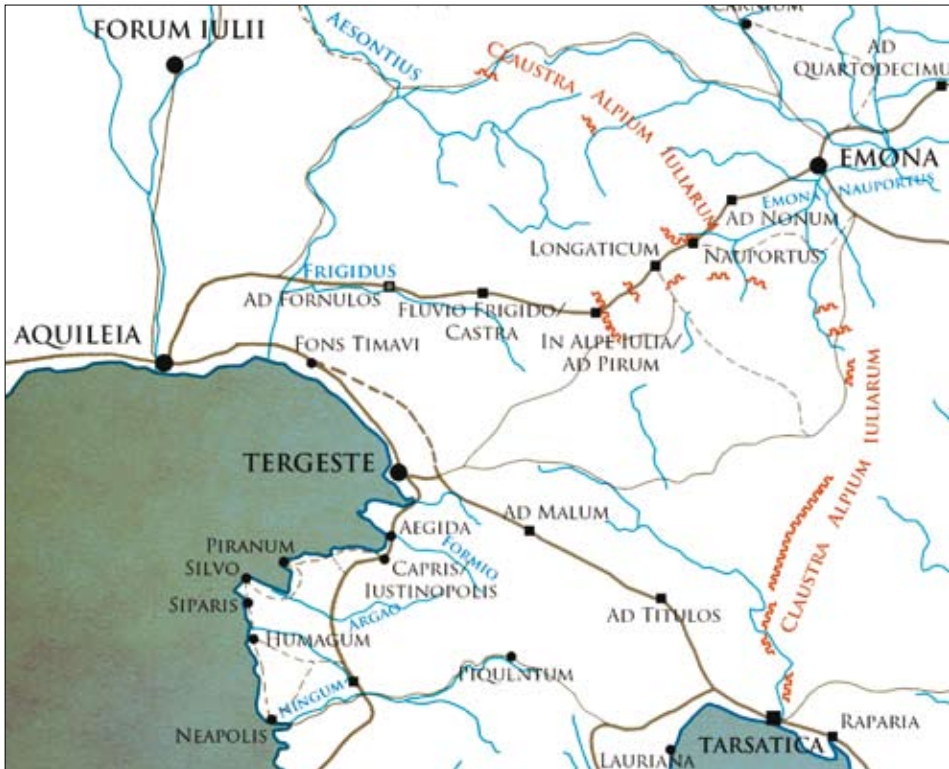 CARNIUM
FORUM IULII
AESONTIUS
CLAUSTRA ALPIUM IULIARUM
AD
QUARTODECIMUM
EMONA
EMONA / NAUPORTUS
AD NONUM
NAUPORTUS
LONGATICUM
FRIGIDUS
AD FORNULOS
FLUVIO FRIGIDO/
CASTRA
IN ALPE IULIA/
AD PIRUM
AQUILEIA
FONS TIMAVI
TERGESTE
CLAUSTRA ALPIUM IULIARUM
AD MALUM
AEGIDA
FORMIO
PIRANUM
SILVO
CAPRIS/
IUSTINOPOLIS
SIPARIS
ARGAO
AD TITULOS
HUMAGUM
PIQUENTUM
NINGUM
NEAPOLIS
RAPARIA
TARSATICA
LAURIANA